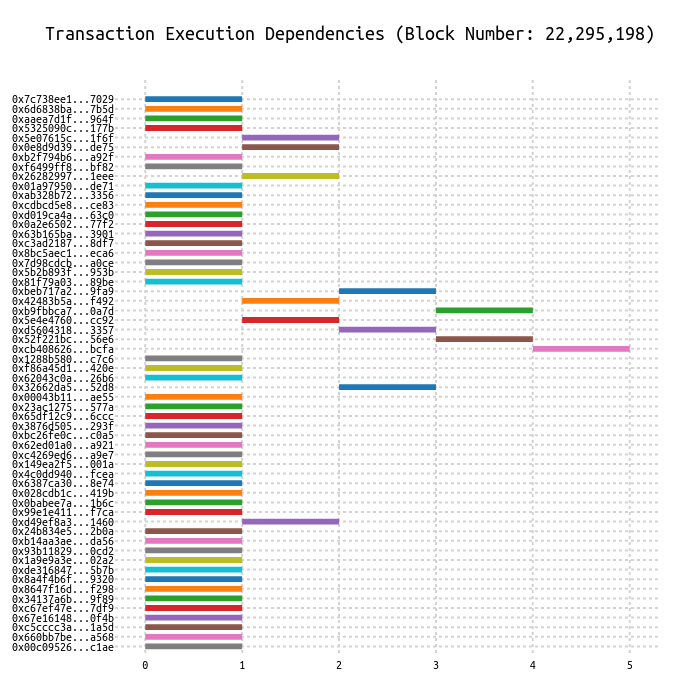 Transaction Execution Dependencies (Block Number: 22,295,198)
0x7c738ee1...7029
0x6d6838ba...7b5d
0xaaea7d1f...964f
0x5325090c...177b
0x5e07615c...1f6f
0x0e8d9d39...de75
0xb2f794b6...a92f
0xf6499ff8...bf82
0x26282997...1eee
0x01a97950...de71
0xab328b72...3356
0xcdbcd5e8...ce83
0xd019ca4a...63c0
0x0a2e6502...77f2
0x63b165ba...3901
0xc3ad2187...8df7
0x8bc5aec1...eca6
0x7d98cdcb...a0ce
0x5b2b893f...953b
0x81f79a03...89be
0xbeb717a2...9fa9
0x42483b5a...f492
0xb9fbbca7...0a7d
0x5e4e4760...cc92
0xd5604318...3357
0x52f221bc...56e6
0xcb408626...bcfa
0x1288b580...c7c6
0xf86a45d1...420e
0x62043c0a...26b6
0x32662da5...52d8
0x00043b11...ae55
0x23ac1275...577a
0x65df12c9...6ccc
0x3876d505...293f
0xbc26fe0c...c0a5
0x62ed01a0...a921
0xc4269ed6...a9e7
0x149ea2f5...001a
0x4c0dd940...fcea
0x6387ca30...8e74
0x028cdb1c...419b
0x0babee7a...1b6c
0x99e1e411...f7ca
0xd49ef8a3...1460
0x24b834e5...2b0a
0xb14aa3ae...da56
0x93b11829...0cd2
0x1a9e9a3e...02a2
0xde316847...5b7b
0x8a4f4b6f...9320
0x8647f16d...f298
0x34137a6b...9f89
0xc67ef47e...7df9
0x67e16148...0f4b
0xc5cccc3a...1a5d
0x660bb7be...a568
0x00c09526...c1ae
0 1 2 3 4 5